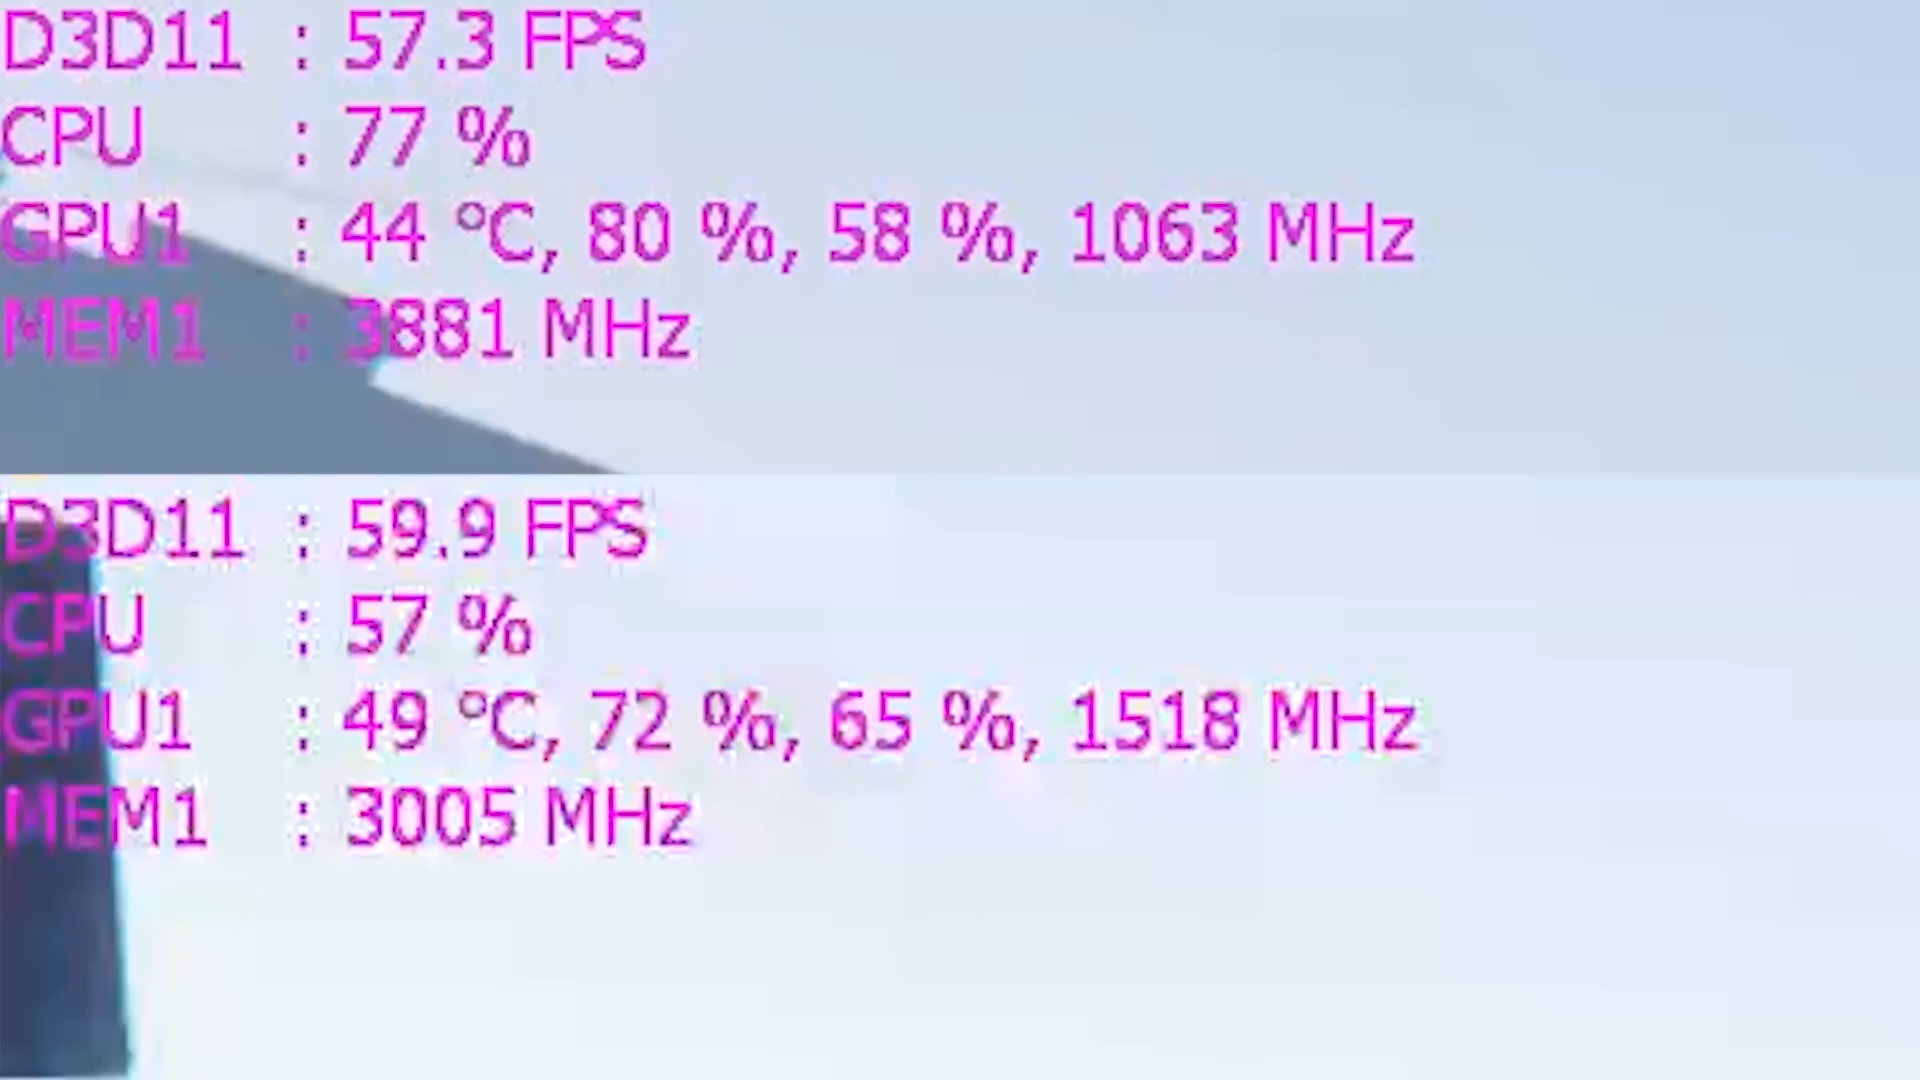 D3D11 : 57.3 FPS
CPU : 77 %
GPU1 : 44 °C, 80 %, 58 %, 1063 MHz
MEM1 : 3881 MHz
D3D11 : 59.9 FPS
CPU : 57 %
GPU1 : 49 °C, 72 %, 65 %, 1518 MHz
MEM1 : 3005 MHz